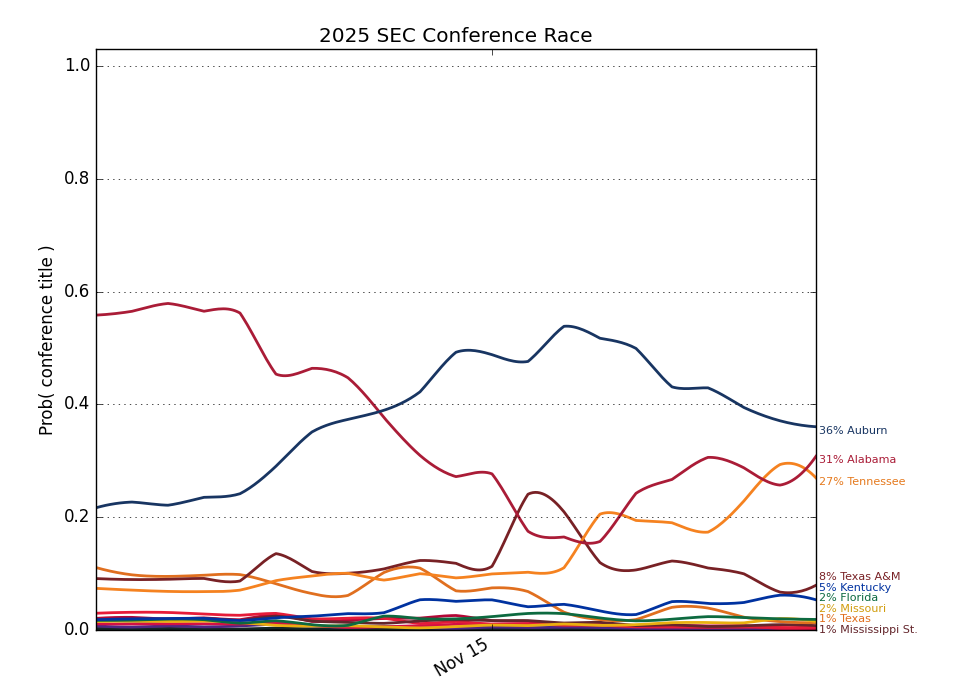 2025 SEC Conference Race
Prob( conference title )
1.0
0.8
0.6
0.4
0.2
0.0
Nov 15
36% Auburn
31% Alabama
27% Tennessee
8% Texas A&M
5% Kentucky
2% Florida
2% Missouri
1% Texas
1% Mississippi St.